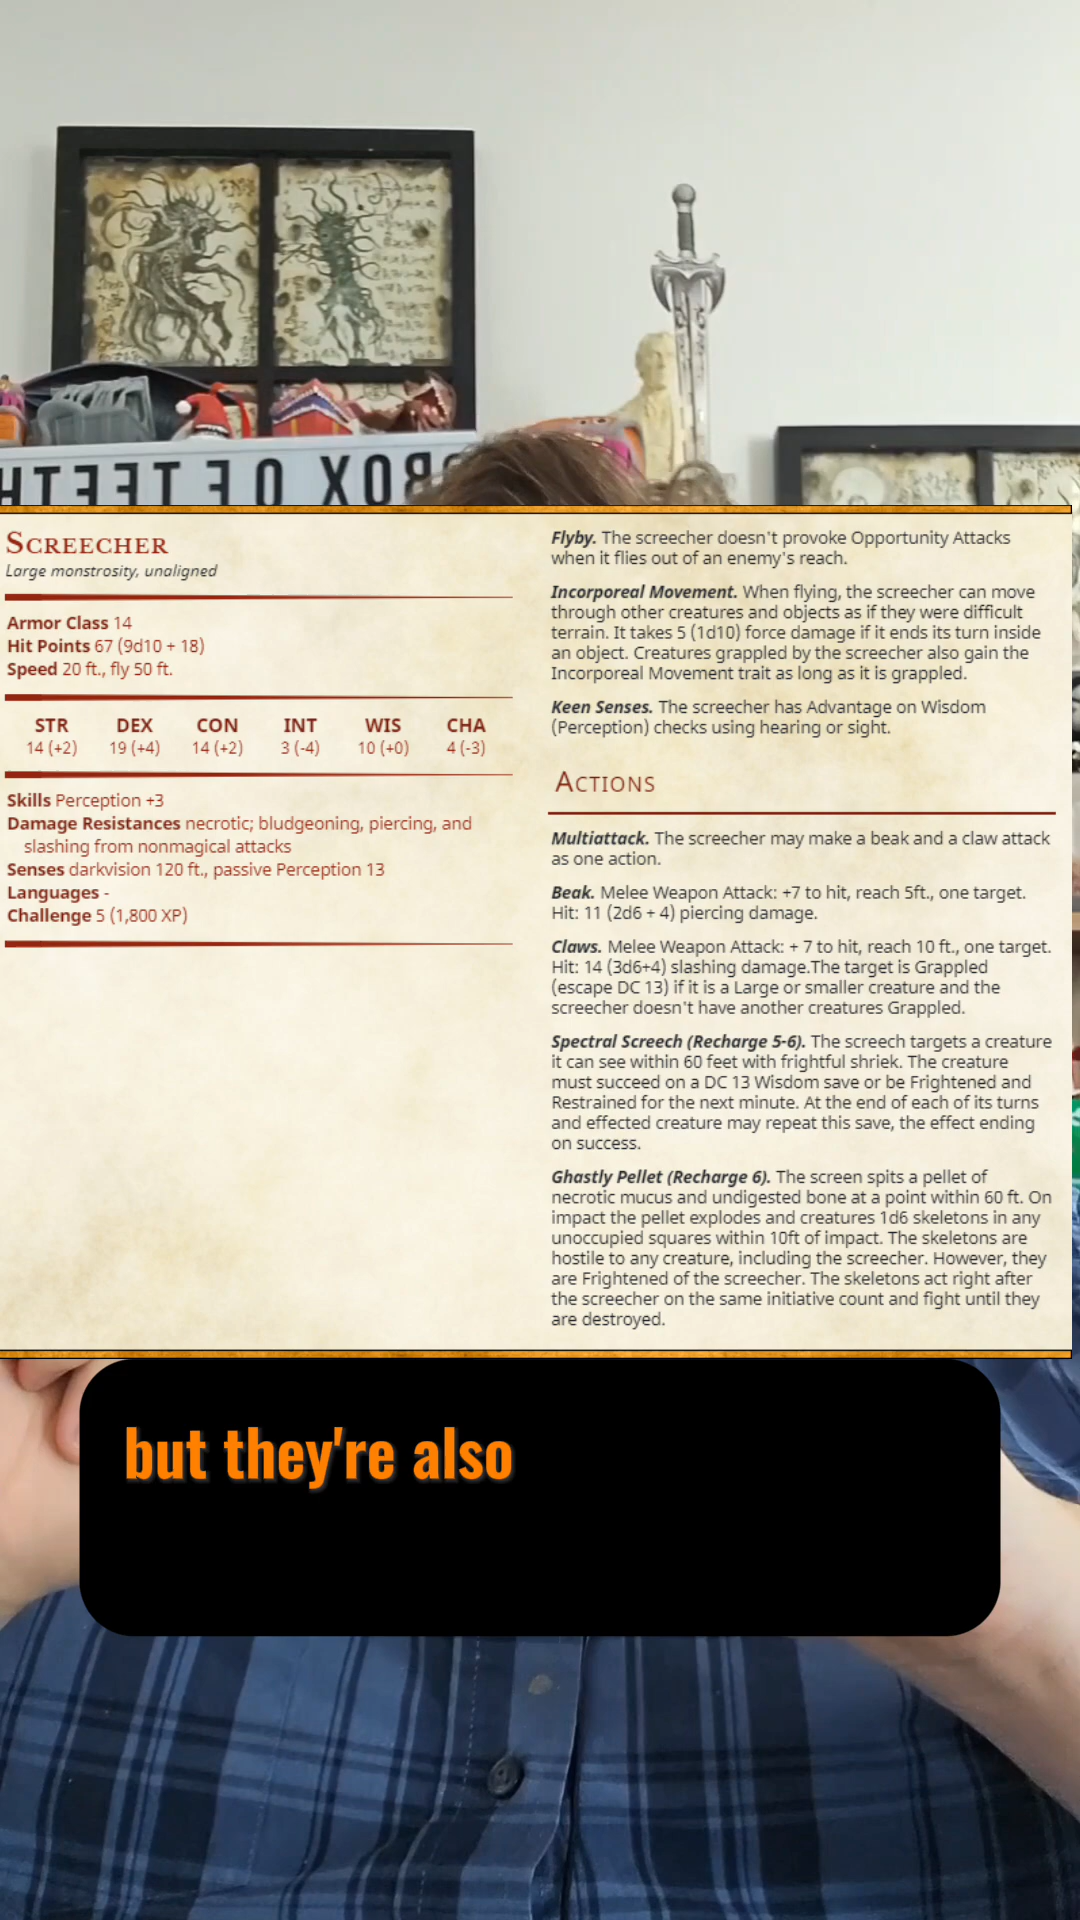 HTEET FO XOB
SCREECHER
Large monstrosity, unaligned
Armor Class 14
Hit Points 67 (9d10 + 18)
Speed 20 ft., fly 50 ft.
STR DEX CON INT WIS CHA
14 (+2) 19 (+4) 14 (+2) 3 (-4) 10 (+0) 4 (-3)
Skills Perception +3
Damage Resistances necrotic; bludgeoning, piercing, and
slashing from nonmagical attacks
Senses darkvision 120 ft., passive Perception 13
Languages -
Challenge 5 (1,800 XP)
Flyby. The screecher doesn't provoke Opportunity Attacks
when it flies out of an enemy's reach.
Incorporeal Movement. When flying, the screecher can move
through other creatures and objects as if they were difficult
terrain. It takes 5 (1d10) force damage if it ends its turn inside
an object. Creatures grappled by the screecher also gain the
Incorporeal Movement trait as long as it is grappled.
Keen Senses. The screecher has Advantage on Wisdom
(Perception) checks using hearing or sight.
ACTIONS
Multiattack. The screecher may make a beak and a claw attack
as one action.
Beak. Melee Weapon Attack: +7 to hit, reach 5ft., one target.
Hit: 11 (2d6 + 4) piercing damage.
Claws. Melee Weapon Attack: + 7 to hit, reach 10 ft., one target.
Hit: 14 (3d6+4) slashing damage.The target is Grappled
(escape DC 13) if it is a Large or smaller creature and the
screecher doesn't have another creatures Grappled.
Spectral Screech (Recharge 5-6). The screech targets a creature
it can see within 60 feet with frightful shriek. The creature
must succeed on a DC 13 Wisdom save or be Frightened and
Restrained for the next minute. At the end of each of its turns
and effected creature may repeat this save, the effect ending
on success.
Ghastly Pellet (Recharge 6). The screen spits a pellet of
necrotic mucus and undigested bone at a point within 60 ft. On
impact the pellet explodes and creatures 1d6 skeletons in any
unoccupied squares within 10ft of impact. The skeletons are
hostile to any creature, including the screecher. However, they
are Frightened of the screecher. The skeletons act right after
the screecher on the same initiative count and fight until they
are destroyed.
but they're also